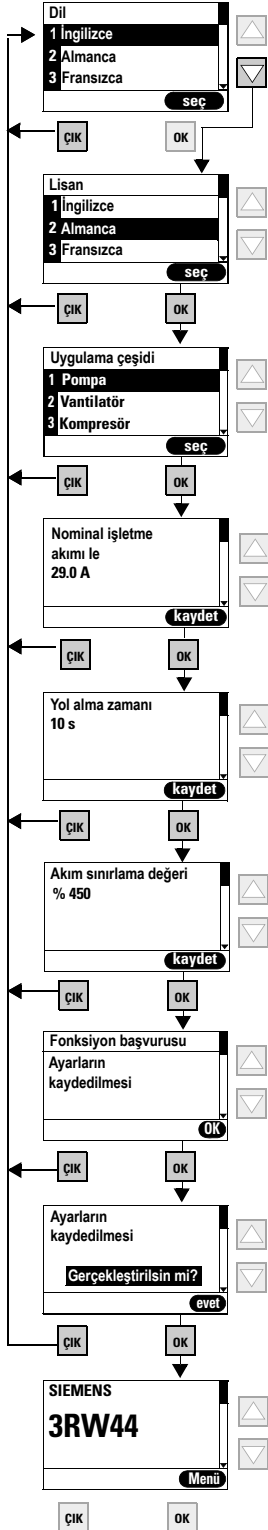 Dil
1 İngilizce
2 Almanca
3 Fransızca
seç
ÇIK
OK
Lisan
1 İngilizce
2 Almanca
3 Fransızca
seç
ÇIK
OK
Uygulama çeşidi
1 Pompa
2 Vantilatör
3 Kompresör
seç
ÇIK
OK
Nominal işletme
akımı le
29.0 A
kaydet
ÇIK
OK
Yol alma zamanı
10 s
kaydet
ÇIK
OK
Akım sınırlama değeri
% 450
kaydet
ÇIK
OK
Fonksiyon başvurusu
Ayarların
kaydedilmesi
OK
ÇIK
OK
Ayarların
kaydedilmesi
Gerçekleştirilsin mi?
evet
ÇIK
OK
SIEMENS
3RW44
Menü
ÇIK
OK